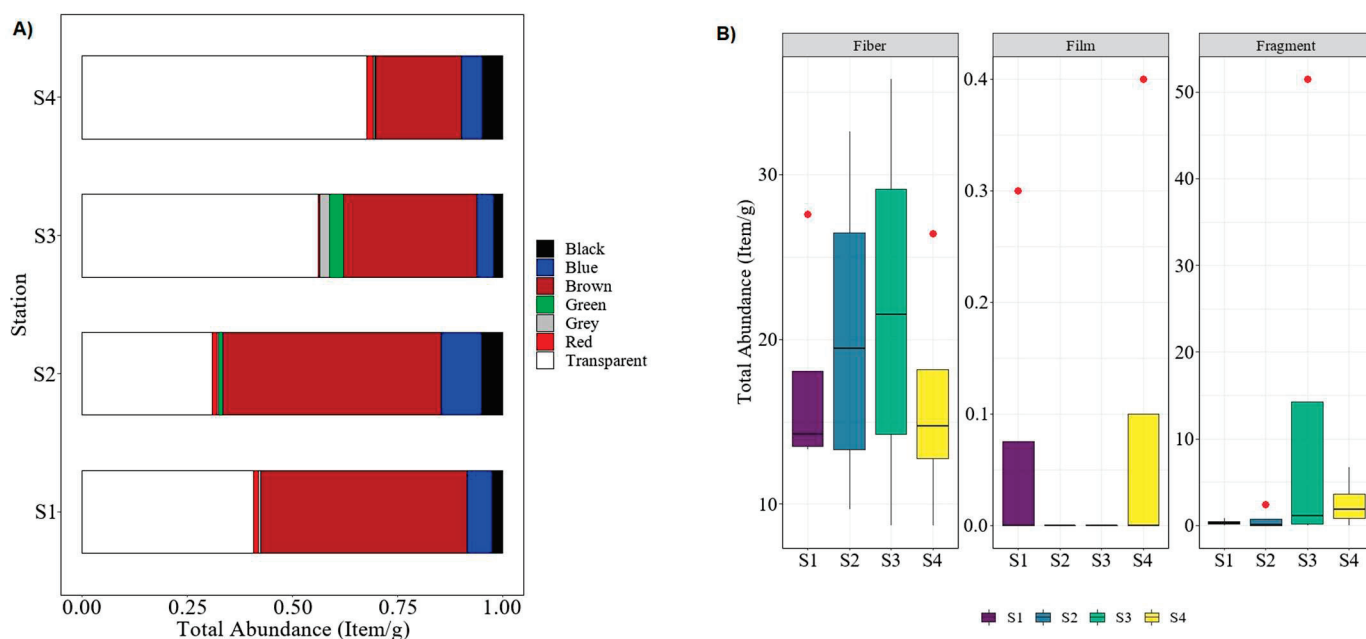 A)
S4
S3
S2
S1
Station
0.00
0.25
0.50
0.75
1.00
Total Abundance (Item/g)
Black
Blue
Brown
Green
Grey
Red
Transparent
B)
Fiber
Film
Fragment
Total Abundance (Item/g)
30
20
10
0.4
0.3
0.2
0.1
0.0
50
40
30
20
10
0
S1 S2 S3 S4
S1 S2 S3 S4
S1 S2 S3 S4
S1 S2 S3 S4